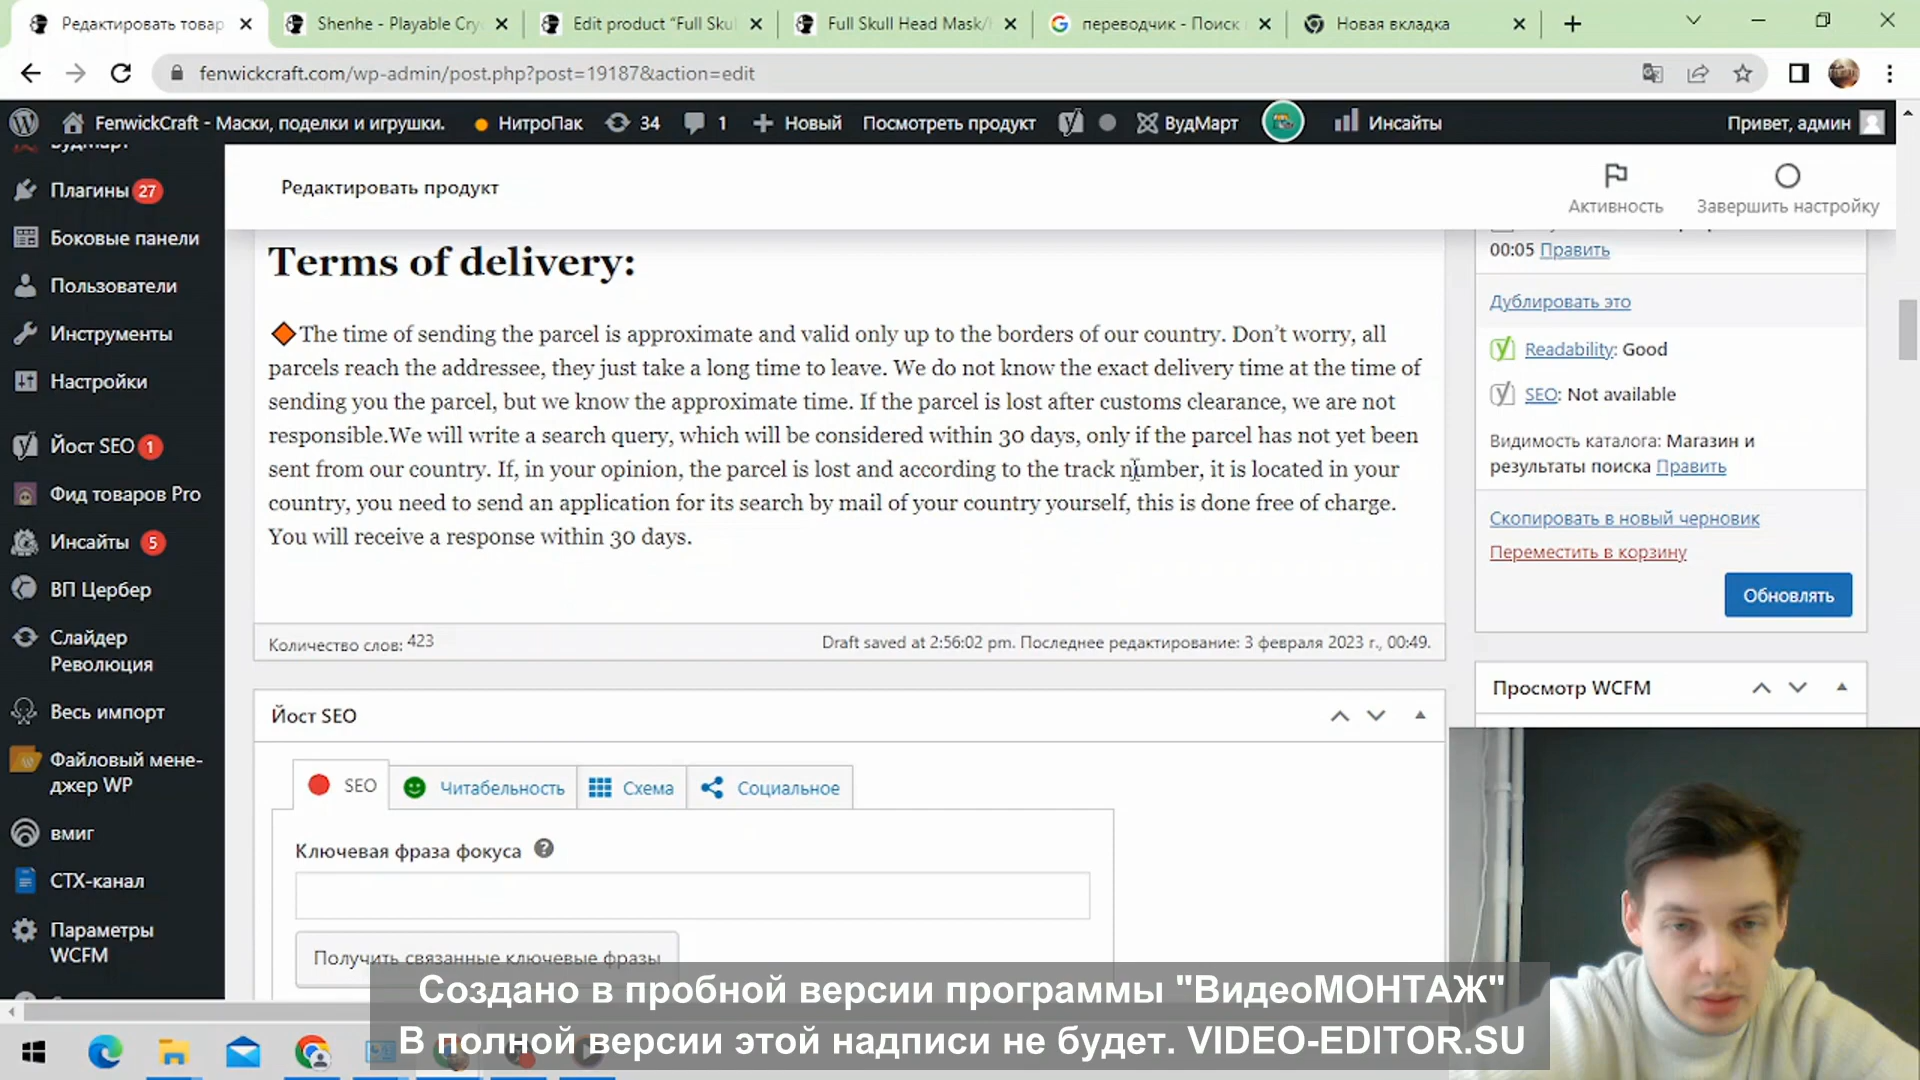 Редактировать товар
Shenhe - Playable Cry
Edit product “Full Sku
Full Skull Head Mask/
переводчик - Поиск
Новая вкладка
fenwickcraft.com/wp-admin/post.php?post=19187&action=edit
FenwickCraft - Маски, поделки и игрушки.
НитроПак
34
1
Новый
Посмотреть продукт
ВудМарт
Инсайты
Привет, админ
ВудМарт
Плагины 27
Боковые панели
Пользователи
Инструменты
Настройки
Йост SEO 1
Фид товаров Pro
Инсайты 5
ВП Цербер
Слайдер
Революция
Весь импорт
Файловый мене-
джер WP
вмиг
СТХ-канал
Параметры
WCFM
Редактировать продукт
Активность
Завершить настройку
Terms of delivery:
The time of sending the parcel is approximate and valid only up to the borders of our country. Don’t worry, all
parcels reach the addressee, they just take a long time to leave. We do not know the exact delivery time at the time of
sending you the parcel, but we know the approximate time. If the parcel is lost after customs clearance, we are not
responsible.We will write a search query, which will be considered within 30 days, only if the parcel has not yet been
sent from our country. If, in your opinion, the parcel is lost and according to the track number, it is located in your
country, you need to send an application for its search by mail of your country yourself, this is done free of charge.
You will receive a response within 30 days.
Количество слов: 423
Draft saved at 2:56:02 pm. Последнее редактирование: 3 февраля 2023 г., 00:49.
Йост SEO
SEO
Читабельность
Схема
Социальное
Ключевая фраза фокуса
Получить связанные ключевые фразы
00:05 Править
Дублировать это
Readability: Good
SEO: Not available
Видимость каталога: Магазин и
результаты поиска Править
Скопировать в новый черновик
Переместить в корзину
Обновлять
Просмотр WCFM
Создано в пробной версии программы "ВидеоМОНТАЖ"
В полной версии этой надписи не будет. VIDEO-EDITOR.SU